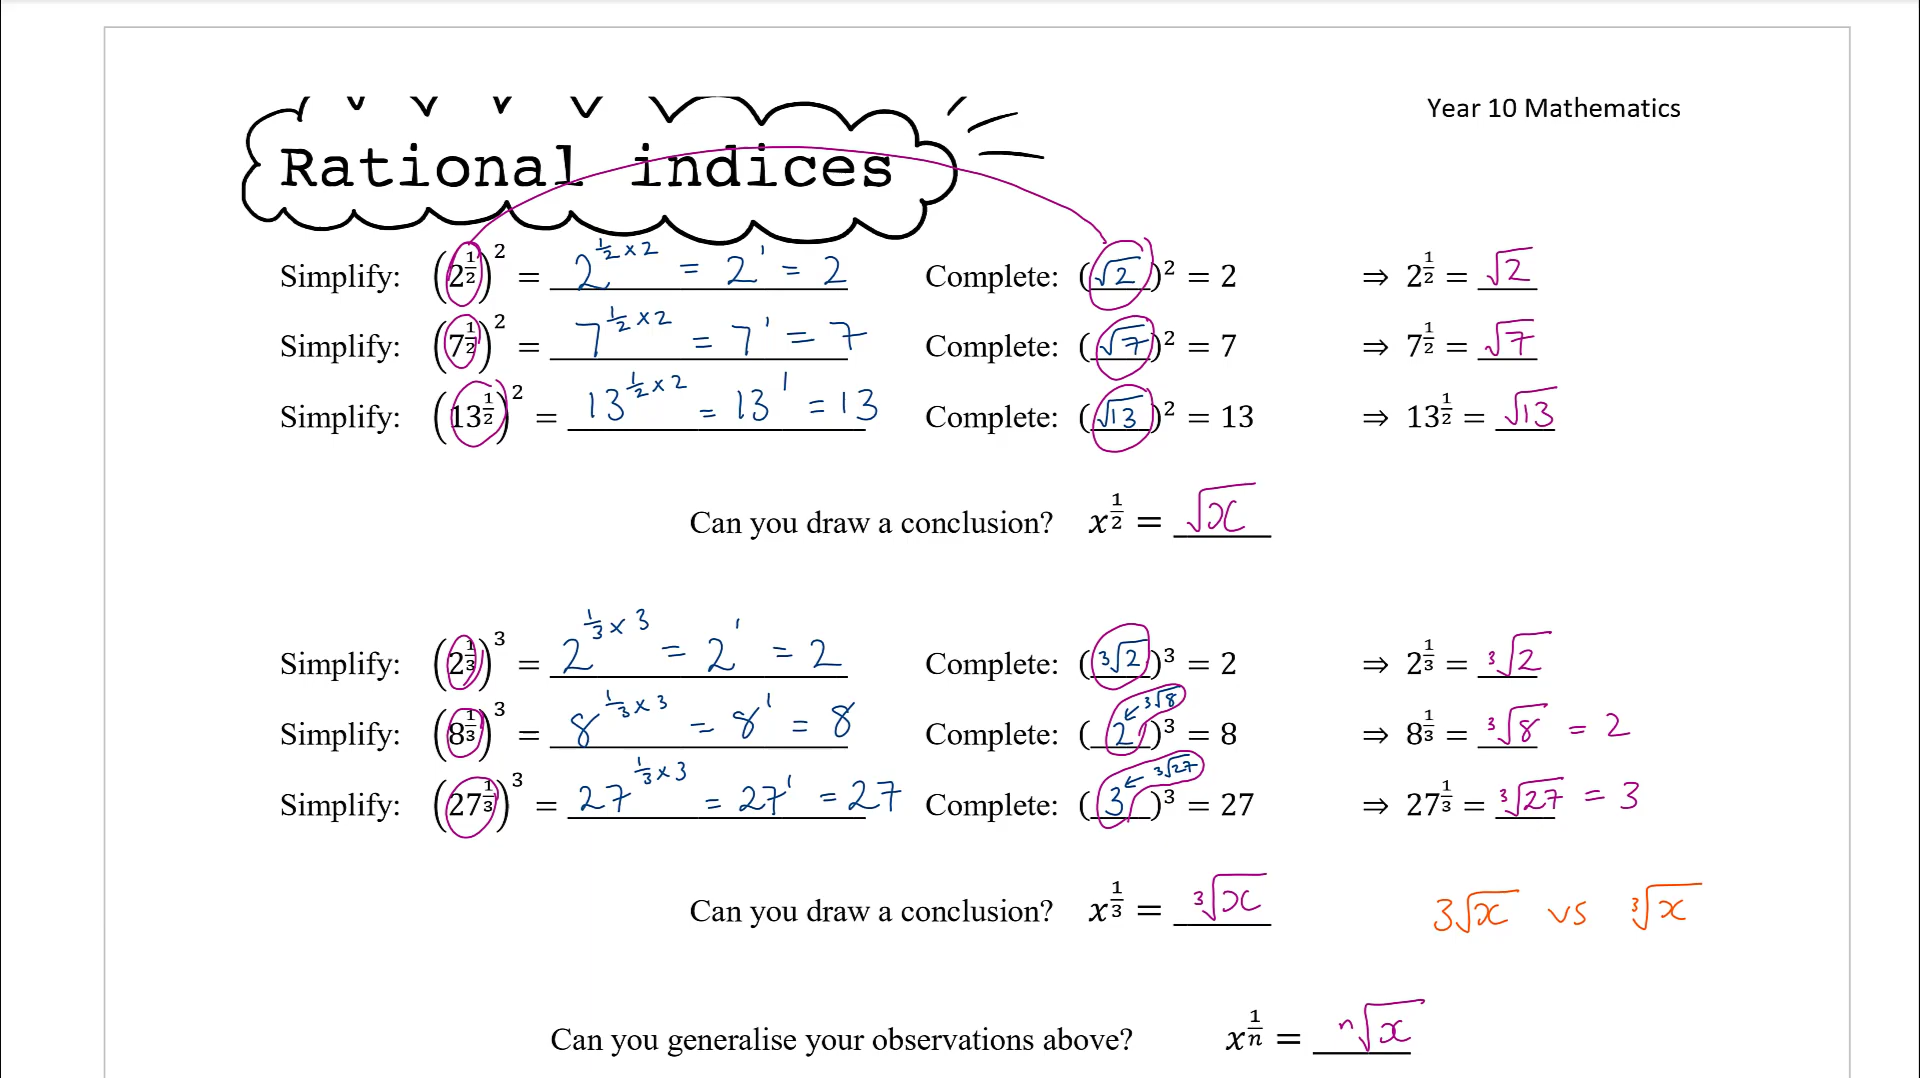 Year 10 Mathematics
Rational indices
Simplify: (2^{1/2})^2 = 2^{1/2 × 2} = 2^1 = 2 Complete: (√2)^2 = 2 ⇒ 2^{1/2} = √2
Simplify: (7^{1/2})^2 = 7^{1/2 × 2} = 7^1 = 7 Complete: (√7)^2 = 7 ⇒ 7^{1/2} = √7
Simplify: (13^{1/2})^2 = 13^{1/2 × 2} = 13^1 = 13 Complete: (√13)^2 = 13 ⇒ 13^{1/2} = √13
Can you draw a conclusion? x^{1/2} = √x
Simplify: (2^{1/3})^3 = 2^{1/3 × 3} = 2^1 = 2 Complete: (∛2)^3 = 2 ⇒ 2^{1/3} = ∛2
Simplify: (8^{1/3})^3 = 8^{1/3 × 3} = 8^1 = 8 Complete: (2 ← ∛8)^3 = 8 ⇒ 8^{1/3} = ∛8 = 2
Simplify: (27^{1/3})^3 = 27^{1/3 × 3} = 27^1 = 27 Complete: (3 ← ∛27)^3 = 27 ⇒ 27^{1/3} = ∛27 = 3
Can you draw a conclusion? x^{1/3} = ∛x 3√x vs ∛x
Can you generalise your observations above? x^{1/n} = ⁿ√x